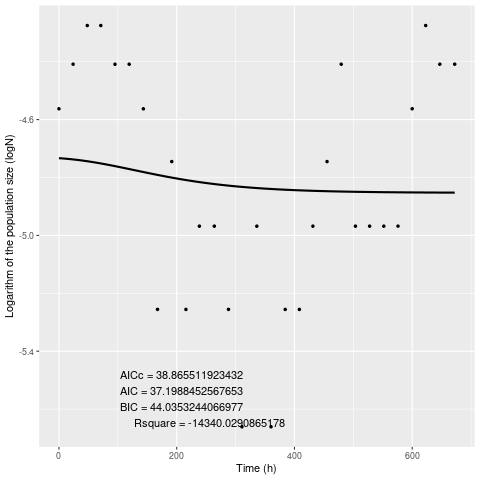 Logarithm of the population size (logN)
-4.6
-5.0
-5.4
AICc = 38.865511923432
AIC = 37.1988452567653
BIC = 44.0353244066977
Rsquare = -14340.0290865178
0 200 400 600
Time (h)